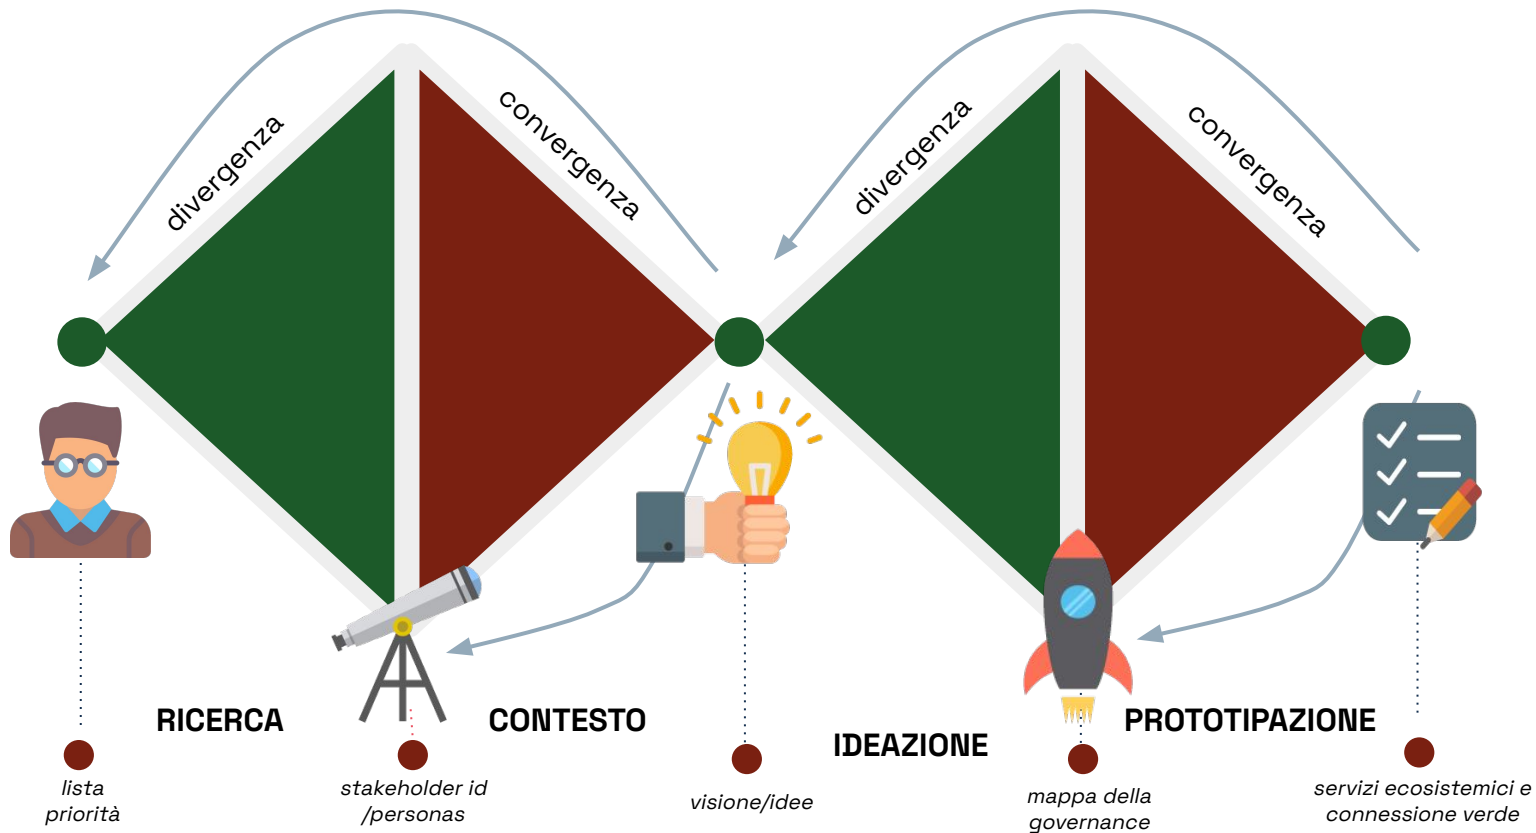 divergenza
convergenza
divergenza
convergenza
RICERCA
CONTESTO
IDEAZIONE
PROTOTIPAZIONE
lista
priorità
stakeholder id
/personas
visione/idee
mappa della
governance
servizi ecosistemici e
connessione verde